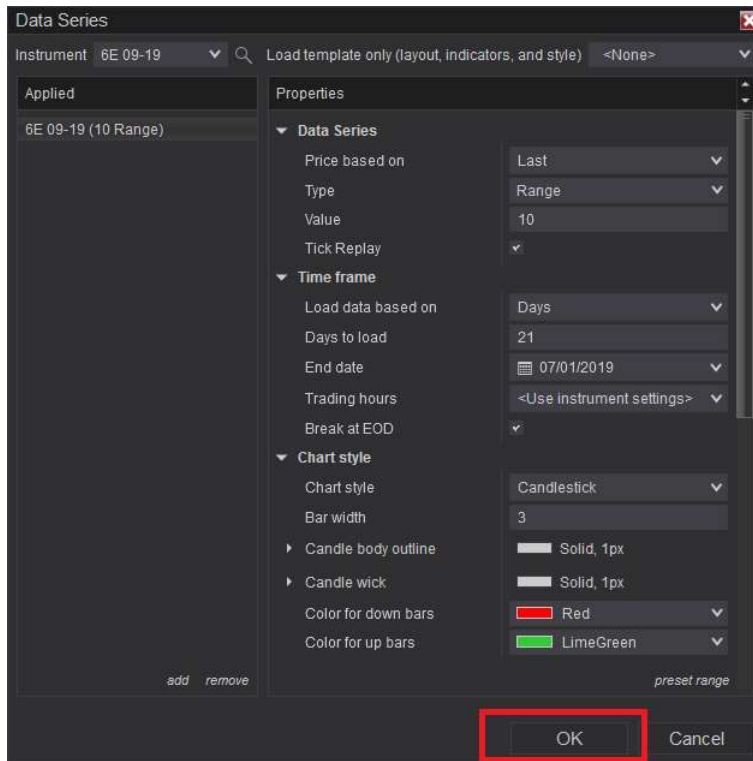 Data Series
Instrument 6E 09-19 Load template only (layout, indicators, and style) <None>
Applied Properties
6E 09-19 (10 Range)
Data Series
Price based on Last
Type Range
Value 10
Tick Replay
Time frame
Load data based on Days
Days to load 21
End date 07/01/2019
Trading hours <Use instrument settings>
Break at EOD
Chart style
Chart style Candlestick
Bar width 3
Candle body outline Solid, 1px
Candle wick Solid, 1px
Color for down bars Red
Color for up bars LimeGreen
add remove preset range
OK Cancel